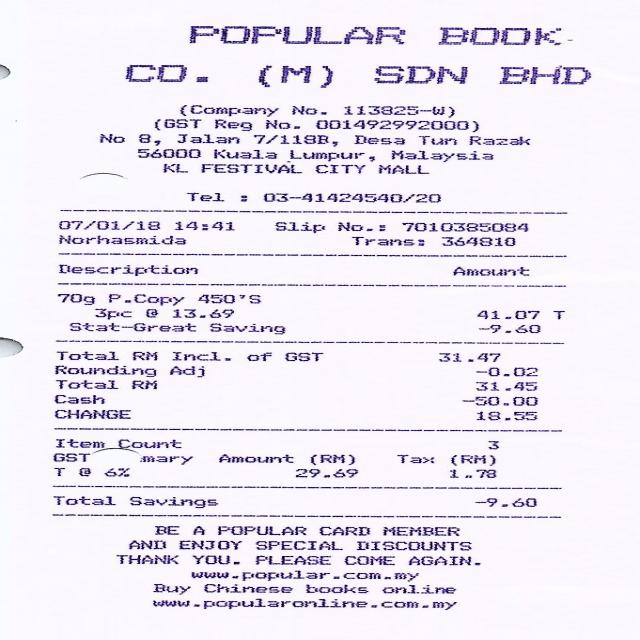 POPULAR BOOK
CO. (M) SDN BHD
(Company No. 113825-W)
(GST Reg No. 001492992000)
No 8, Jalan 7/118B, Desa Tun Razak
56000 Kuala Lumpur, Malaysia
KL FESTIVAL CITY MALL
Tel : 03-41424540/20
07/01/18 14:41 Slip No.: 7010385084
Norhasmida Trans: 364810
Description Amount
70g P.Copy 450'S
3pc @ 13.69 41.07 T
Stat-Great Saving -9.60
Total RM Incl. of GST 31.47
Rounding Adj -0.02
Total RM 31.45
Cash -50.00
CHANGE 18.55
Item Count 3
GST mary Amount (RM) Tax (RM)
T @ 6% 29.69 1.78
Total Savings -9.60
BE A POPULAR CARD MEMBER
AND ENJOY SPECIAL DISCOUNTS
THANK YOU. PLEASE COME AGAIN.
www.popular.com.my
Buy Chinese books online
www.popularonline.com.my